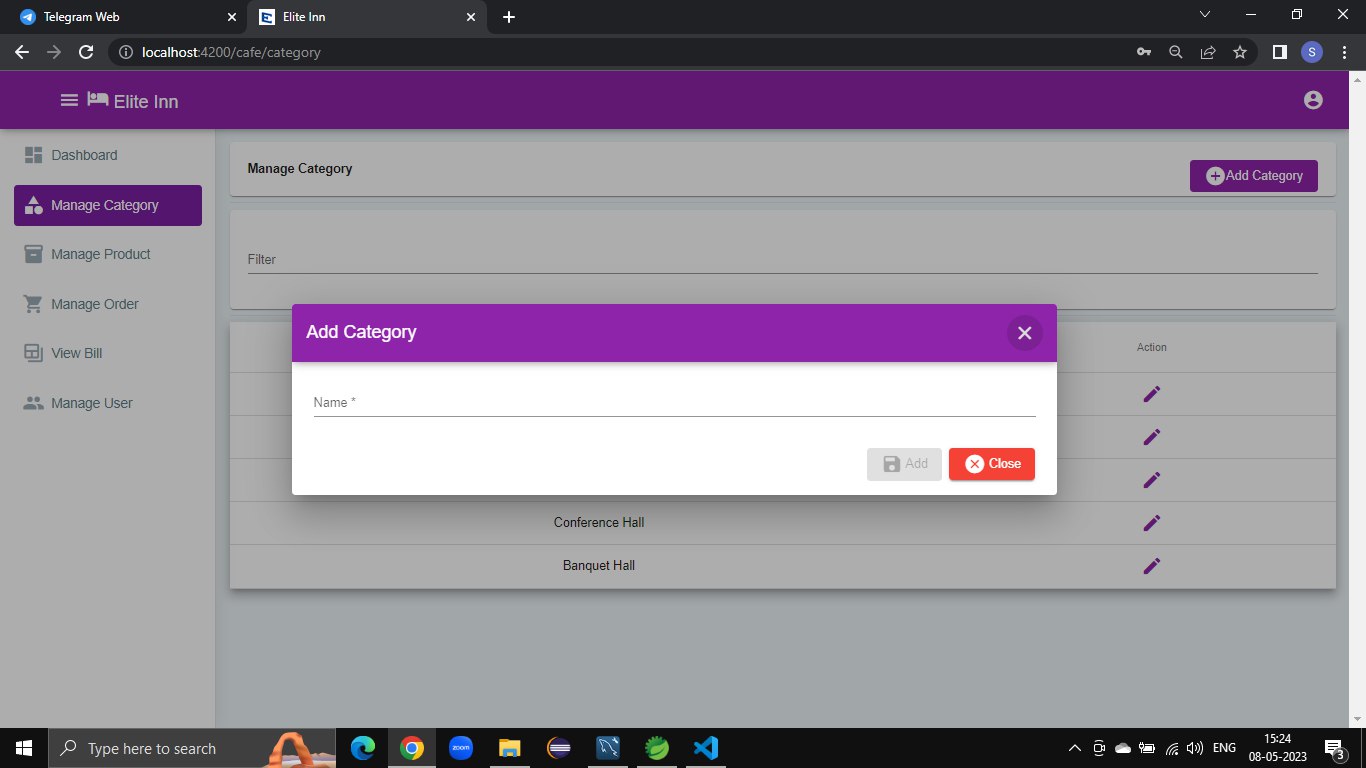 Telegram Web
Elite Inn
localhost:4200/cafe/category
S
Elite Inn
Dashboard
Manage Category
Manage Product
Manage Order
View Bill
Manage User
Manage Category
Add Category
Filter
Action
Add Category
Name *
Add
Close
Conference Hall
Banquet Hall
Type here to search
zoom
ENG
15:24
08-05-2023
3